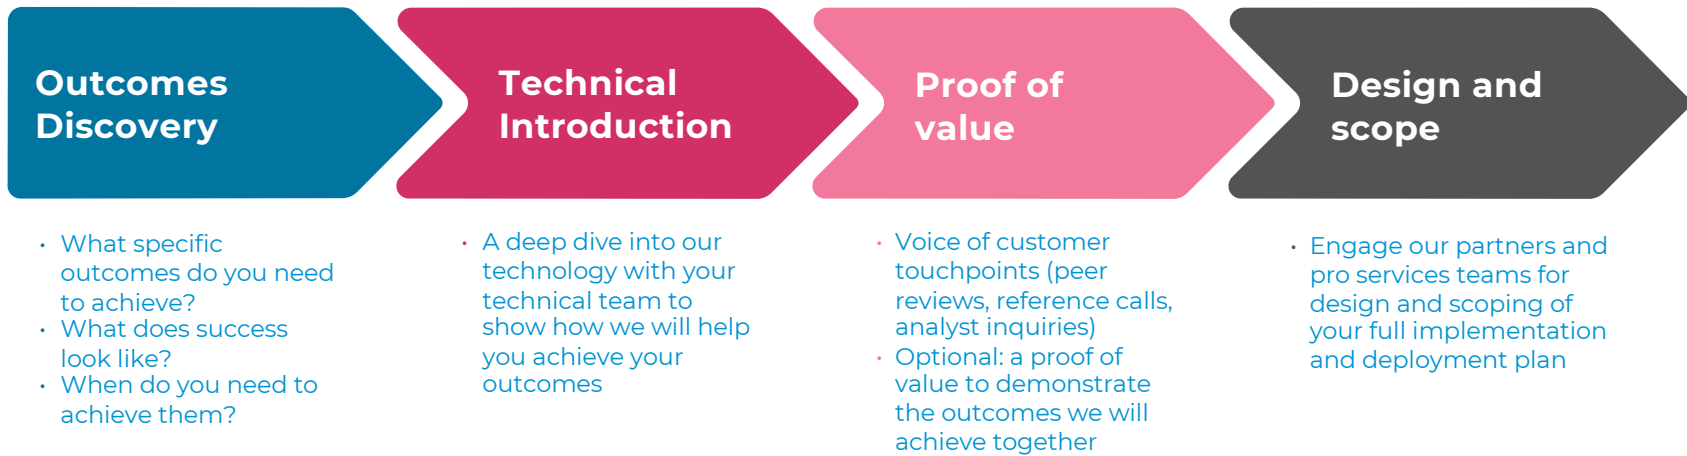 Outcomes
Discovery
• What specific
outcomes do you need
to achieve?
• What does success
look like?
• When do you need to
achieve them?
Technical
Introduction
• A deep dive into our
technology with your
technical team to
show how we will help
you achieve your
outcomes
Proof of
value
• Voice of customer
touchpoints (peer
reviews, reference calls,
analyst inquiries)
• Optional: a proof of
value to demonstrate
the outcomes we will
achieve together
Design and
scope
• Engage our partners and
pro services teams for
design and scoping of
your full implementation
and deployment plan